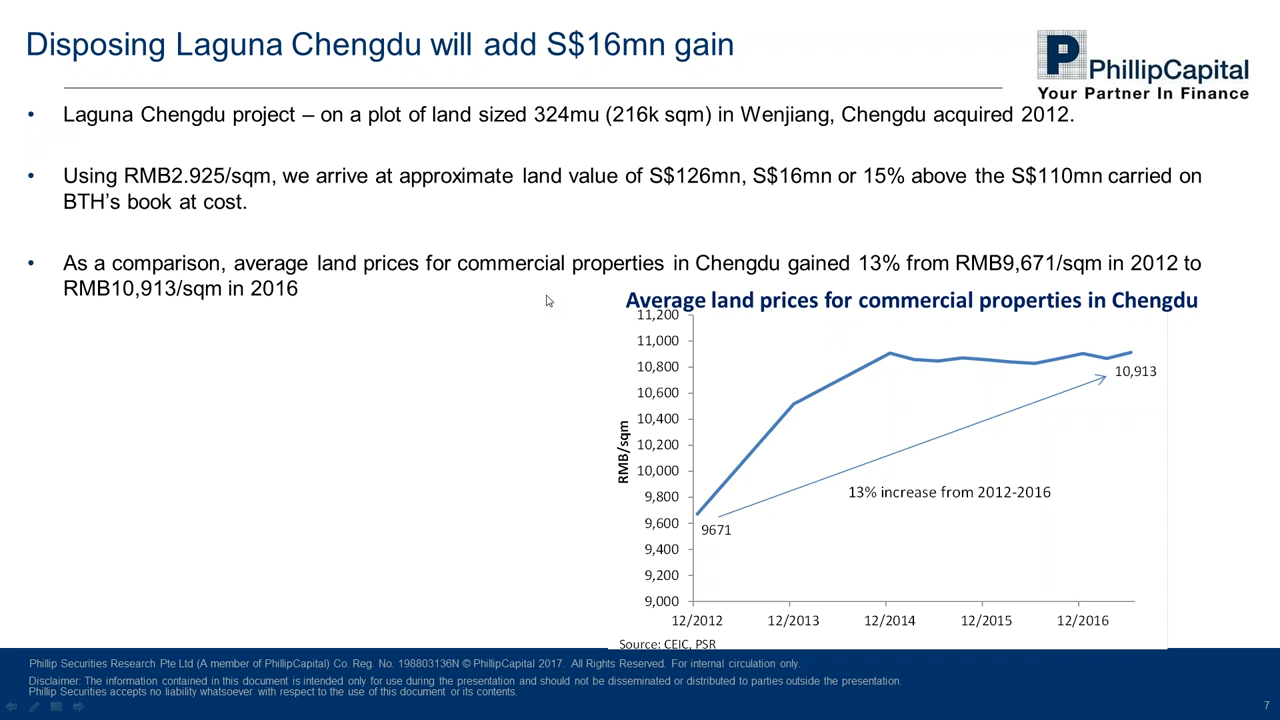 Disposing Laguna Chengdu will add S$16mn gain
P
PhillipCapital
Your Partner In Finance
• Laguna Chengdu project – on a plot of land sized 324mu (216k sqm) in Wenjiang, Chengdu acquired 2012.
• Using RMB2.925/sqm, we arrive at approximate land value of S$126mn, S$16mn or 15% above the S$110mn carried on
BTH’s book at cost.
• As a comparison, average land prices for commercial properties in Chengdu gained 13% from RMB9,671/sqm in 2012 to
RMB10,913/sqm in 2016
Average land prices for commercial properties in Chengdu
11,200
11,000
10,800
10,600
10,400
10,200
10,000
9,800
9,600
9,400
9,200
9,000
RMB/sqm
10,913
13% increase from 2012-2016
9671
12/2012
12/2013
12/2014
12/2015
12/2016
Source: CEIC, PSR
Phillip Securities Research Pte Ltd (A member of PhillipCapital) Co. Reg. No. 198803136N © PhillipCapital 2017. All Rights Reserved. For internal circulation only.
Disclaimer: The information contained in this document is intended only for use during the presentation and should not be disseminated or distributed to parties outside the presentation.
Phillip Securities accepts no liability whatsoever with respect to the use of this document or its contents.
7